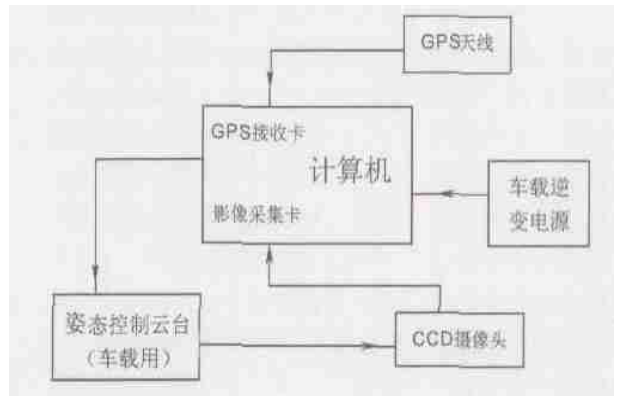 GPS天线
GPS接收卡
计算机
影像采集卡
车载逆
变电源
姿态控制云台
（车载用）
CCD摄像头